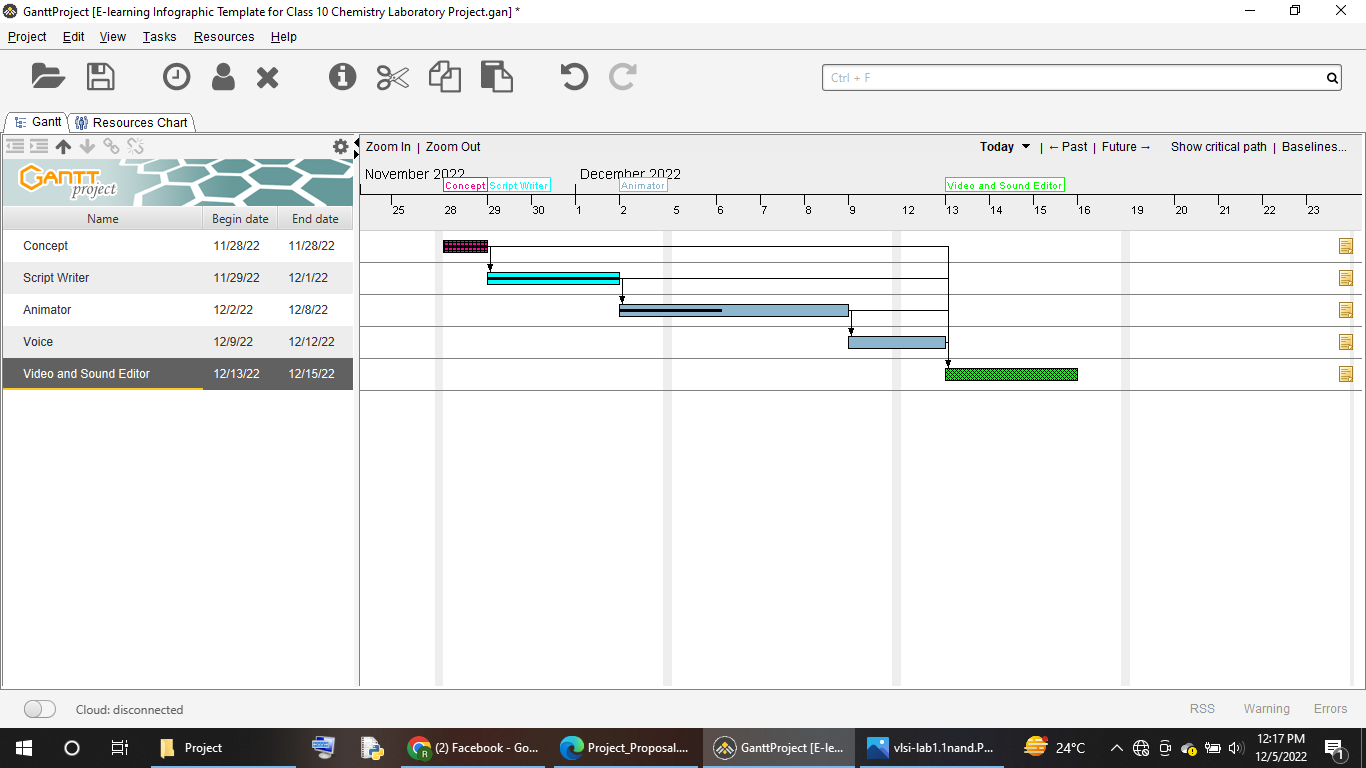 GanttProject [E-learning Infographic Template for Class 10 Chemistry Laboratory Project.gan] *
Project Edit View Tasks Resources Help
Ctrl + F
Gantt Resources Chart
Zoom In | Zoom Out Today | ←Past | Future→ Show critical path | Baselines...
GANTT project
November 2022 December 2022
Concept Script Writer Animator Video and Sound Editor
25 28 29 30 1 2 5 6 7 8 9 12 13 14 15 16 19 20 21 22 23
Name Begin date End date
Concept 11/28/22 11/28/22
Script Writer 11/29/22 12/1/22
Animator 12/2/22 12/8/22
Voice 12/9/22 12/12/22
Video and Sound Editor 12/13/22 12/15/22
Cloud: disconnected RSS Warning Errors
Project (2) Facebook - Go... Project_Proposal.... GanttProject [E-le... vlsi-lab1.1nand.P... 24°C 12:17 PM
12/5/2022 1